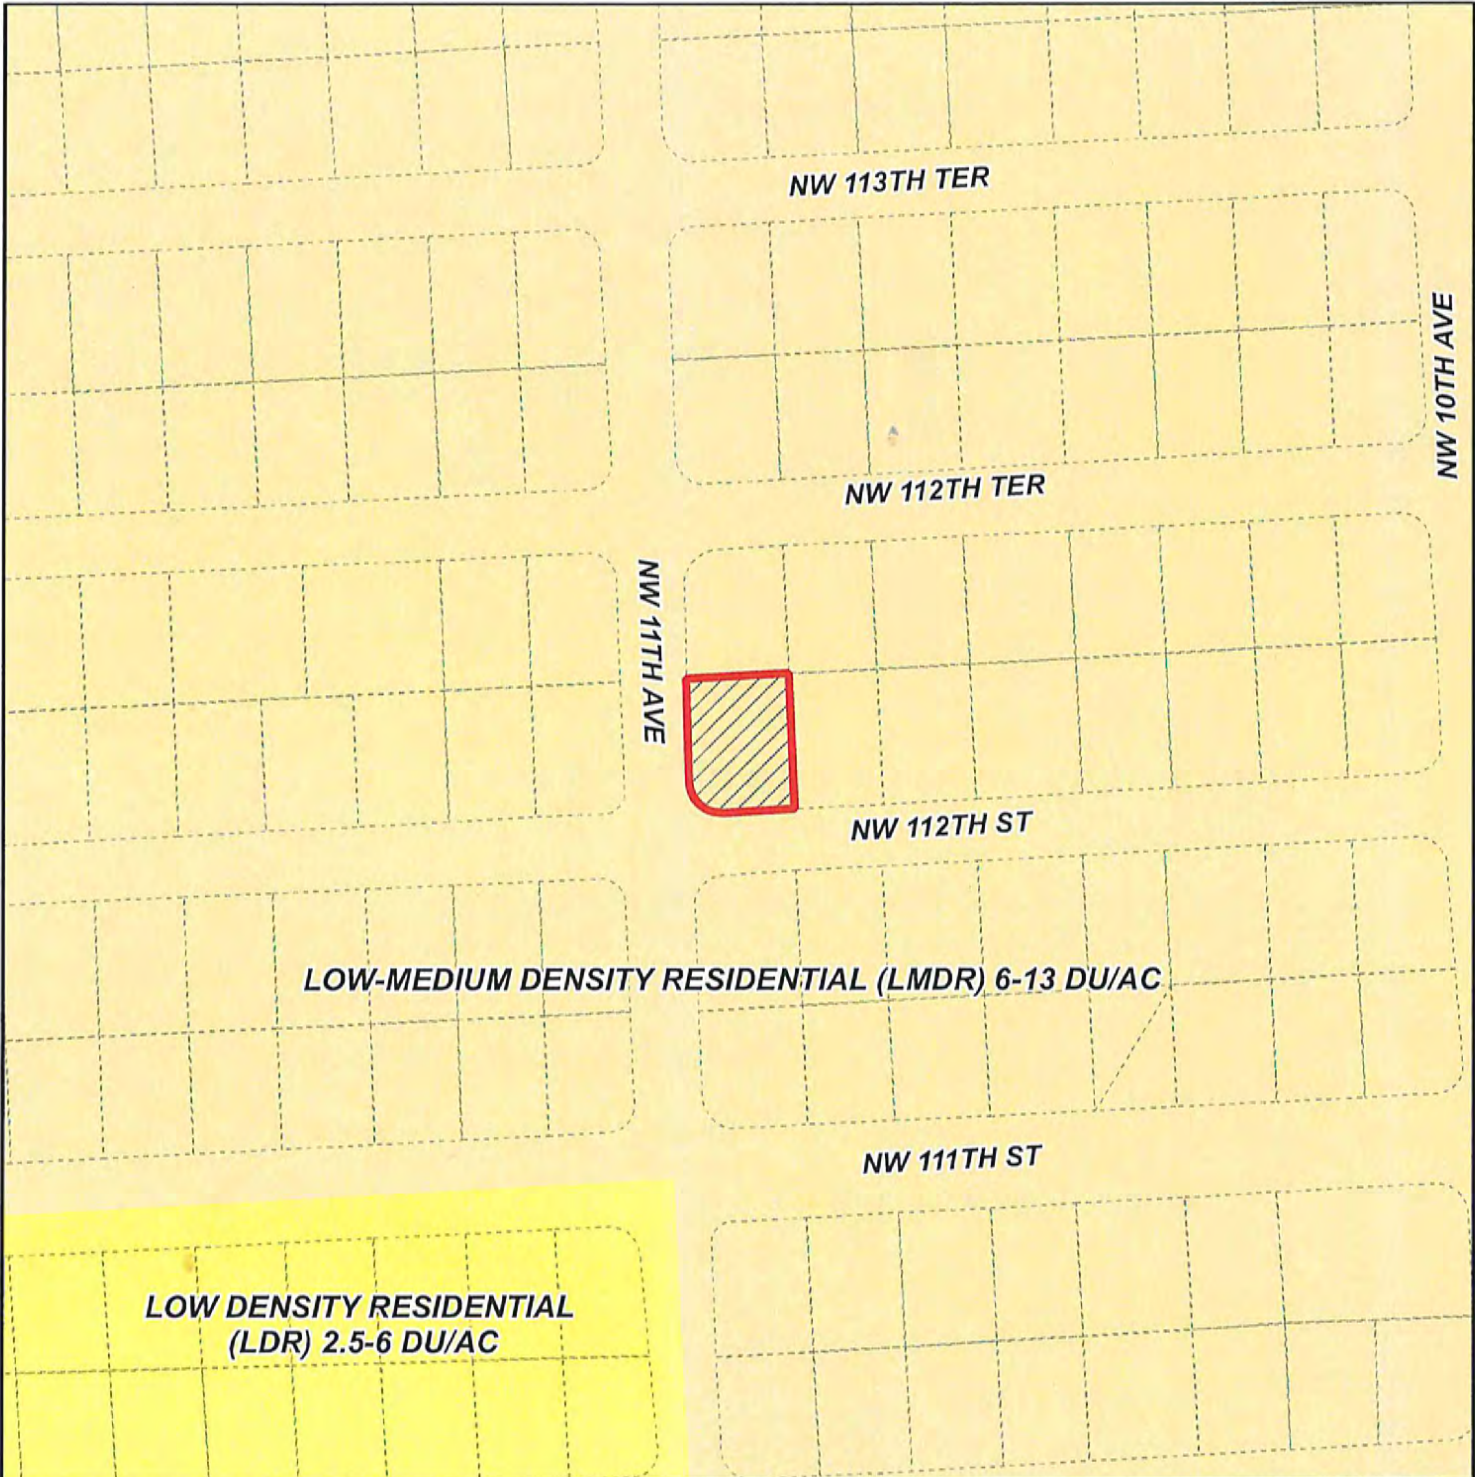 NW 113TH TER
NW 10TH AVE
NW 112TH TER
NW 11TH AVE
NW 112TH ST
LOW-MEDIUM DENSITY RESIDENTIAL (LMDR) 6-13 DU/AC
NW 111TH ST
LOW DENSITY RESIDENTIAL
(LDR) 2.5-6 DU/AC